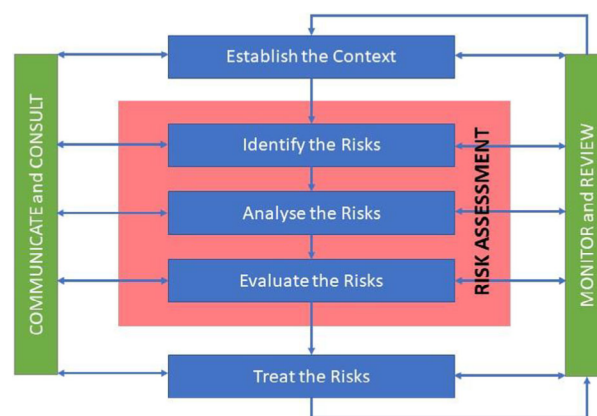 Establish the Context
COMMUNICATE and CONSULT
Identify the Risks
Analyse the Risks
Evaluate the Risks
RISK ASSESSMENT
MONITOR and REVIEW
Treat the Risks